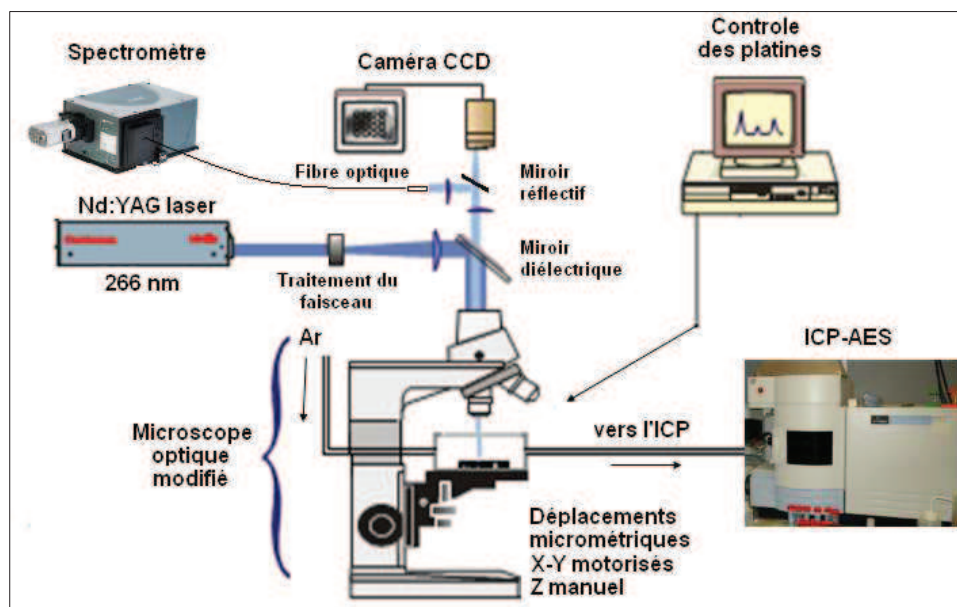 Controle
des platines
Spectromètre
Caméra CCD
Fibre optique
Miroir
réflectif
Nd:YAG laser
266 nm
Traitement du
faisceau
Miroir
diélectrique
Ar
ICP-AES
Microscope
optique
modifié
vers l'ICP
Déplacements
micrométriques
X-Y motorisés
Z manuel